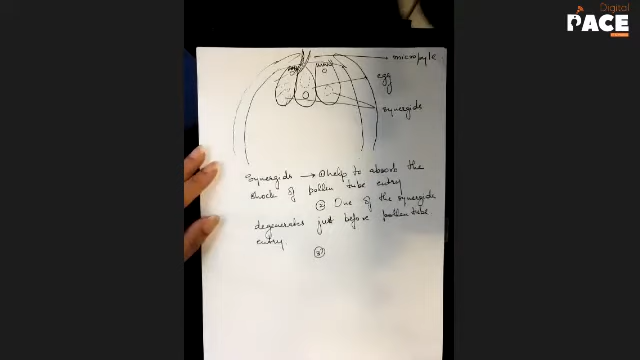 Digital
PACE
micropyle
egg
synergids
Synergids → ① help to absorb the
shock of pollen tube entry
② One of the synergids
degenerates just before pollen tube
entry.
③